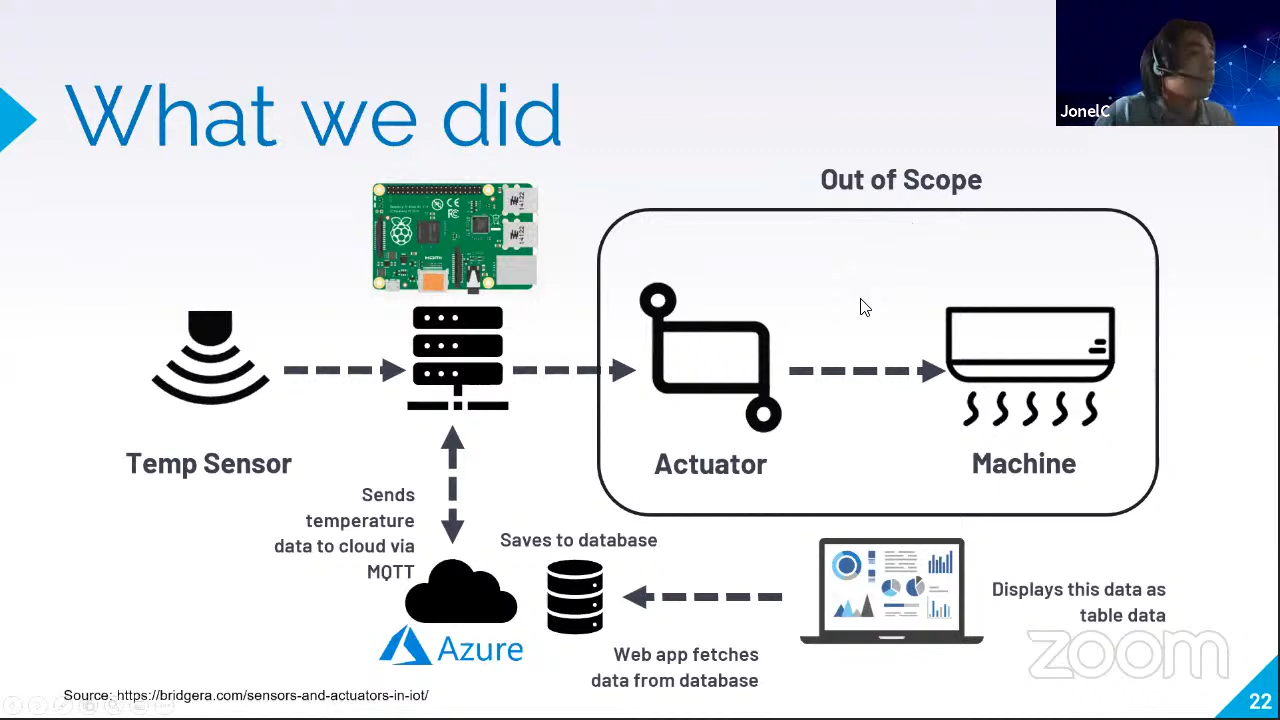 What we did
JonelC
Out of Scope
Temp Sensor
Actuator
Machine
Sends
temperature
data to cloud via
MQTT
Saves to database
Azure
Web app fetches
data from database
Displays this data as
table data
zoom
Source: https://bridgera.com/sensors-and-actuators-in-iot/
22